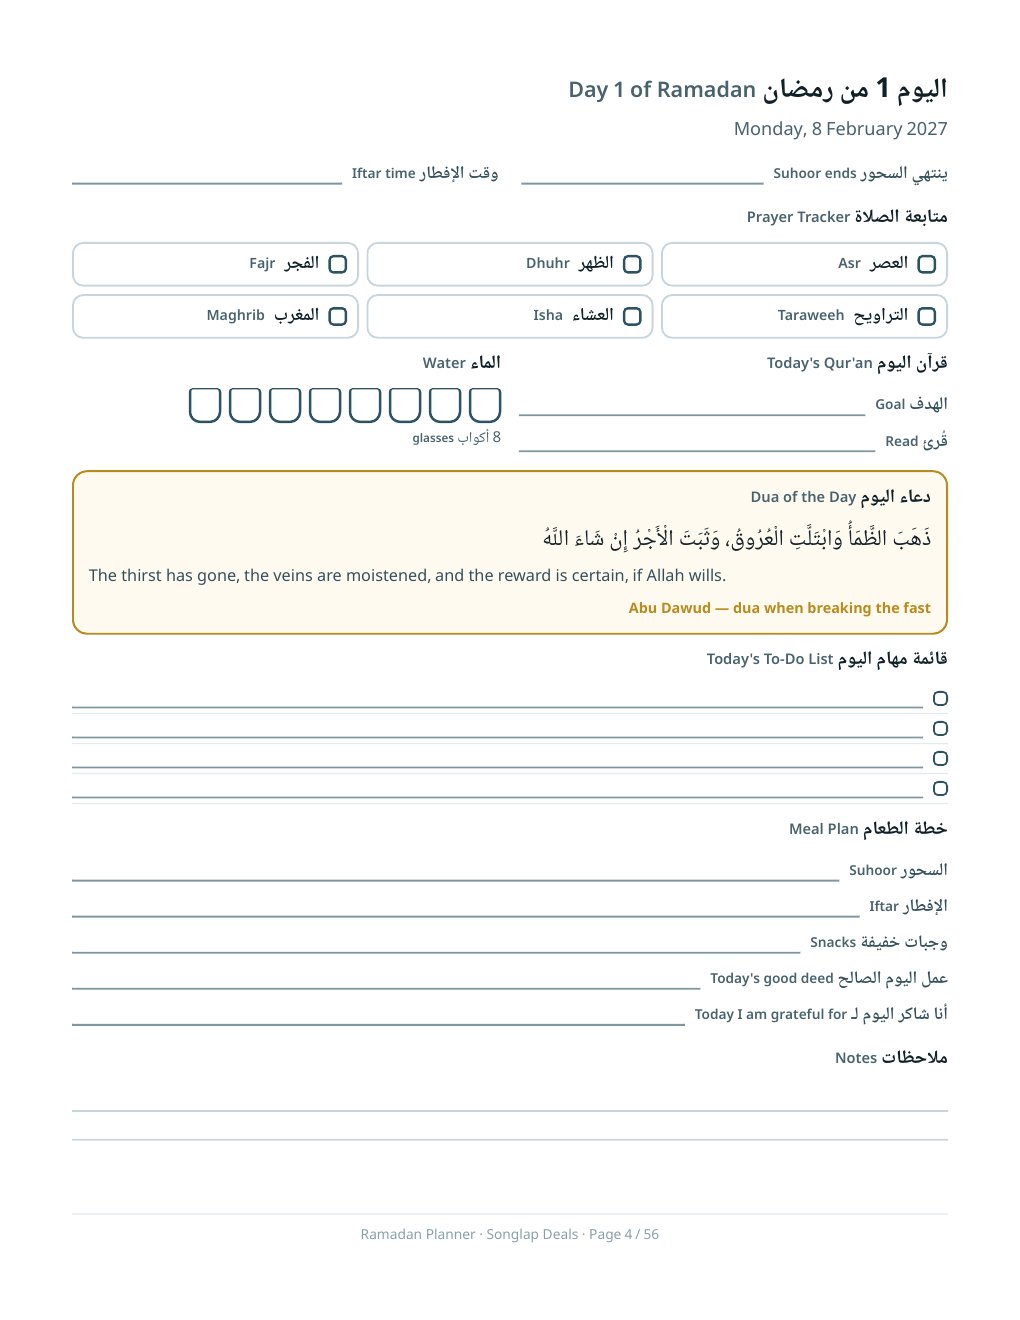 اليوم 1 من رمضان Day 1 of Ramadan
Monday, 8 February 2027
ينتهي السحور Suhoor ends
وقت الإفطار Iftar time
متابعة الصلاة Prayer Tracker
العصر Asr
الظهر Dhuhr
الفجر Fajr
التراويح Taraweeh
العشاء Isha
المغرب Maghrib
قرآن اليوم Today's Qur'an
الهدف Goal
قُرئ Read
الماء Water
8 أكواب glasses
دعاء اليوم Dua of the Day
ذَهَبَ الظَّمَأُ وَابْتَلَّتِ الْعُرُوقُ، وَثَبَتَ الْأَجْرُ إِنْ شَاءَ اللَّهُ
The thirst has gone, the veins are moistened, and the reward is certain, if Allah wills.
Abu Dawud — dua when breaking the fast
قائمة مهام اليوم Today's To-Do List
خطة الطعام Meal Plan
السحور Suhoor
الإفطار Iftar
وجبات خفيفة Snacks
عمل اليوم الصالح Today's good deed
أنا شاكر اليوم لـ Today I am grateful for
ملاحظات Notes
Ramadan Planner · Songlap Deals · Page 4 / 56